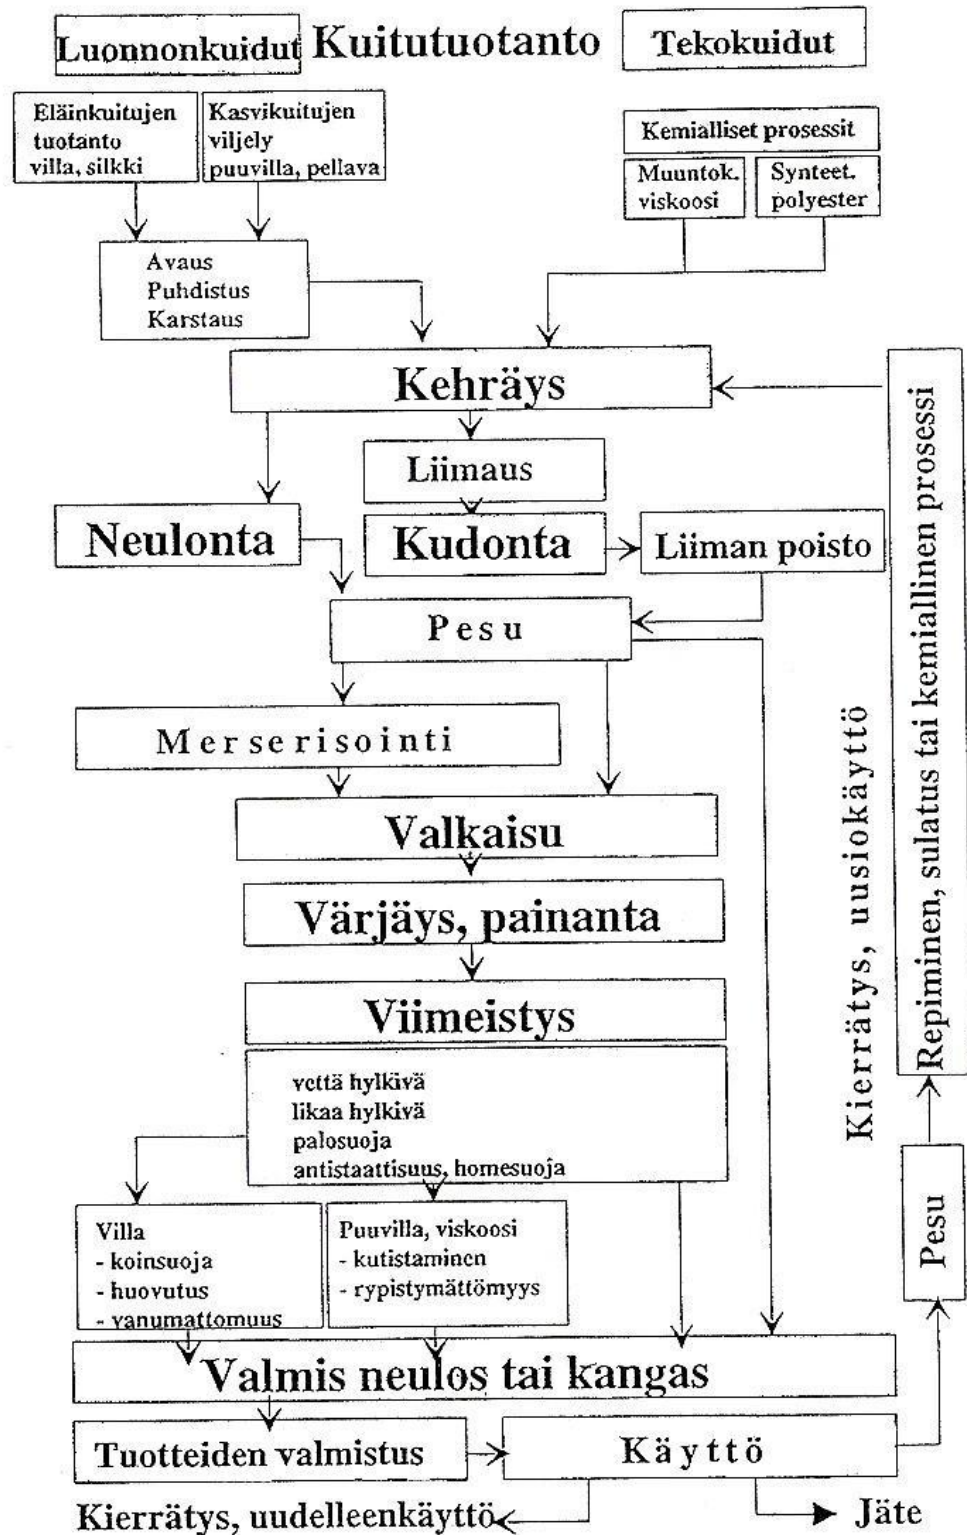 Luonnonkuidut Kuitutuotanto Tekokuidut
Eläinkuitujen
tuotanto
villa, silkki
Kasvikuitujen
viljely
puuvilla, pellava
Kemialliset prosessit
Muuntok.
viskoosi
Synteet.
polyester
Avaus
Puhdistus
Karstaus
Kehräys
Liimaus
Neulonta
Kudonta
Liiman poisto
Pesu
Merserisointi
Valkaisu
Värjäys, painanta
Viimeistys
vettä hylkivä
likaa hylkivä
palosuoja
antistaattisuus, homesuoja
Villa
- koinsuoja
- huovutus
- vanumattomuus
Puuvilla, viskoosi
- kutistaminen
- rypistymättömyys
Valmis neulos tai kangas
Tuotteiden valmistus
Käyttö
Kierrätys, uudelleenkäyttö
Jäte
Pesu
Kierrätys, uusiokäyttö
Repiminen, sulatus tai kemiallinen prosessi